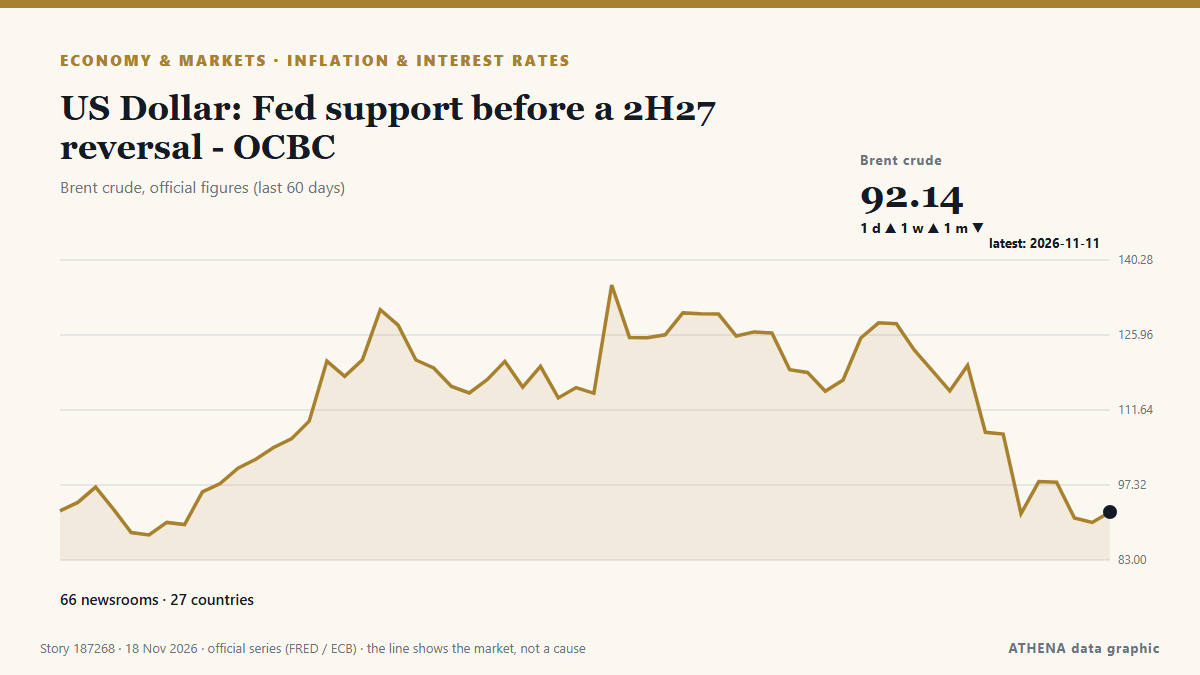 ECONOMY & MARKETS · INFLATION & INTEREST RATES
US Dollar: Fed support before a 2H27
reversal - OCBC
Brent crude, official figures (last 60 days)
Brent crude
92.14
1 d ▲ 1 w ▲ 1 m ▼
latest: 2026-11-11
140.28
125.96
111.64
97.32
83.00
66 newsrooms · 27 countries
Story 187268 · 18 Nov 2026 · official series (FRED / ECB) · the line shows the market, not a cause
ATHENA data graphic